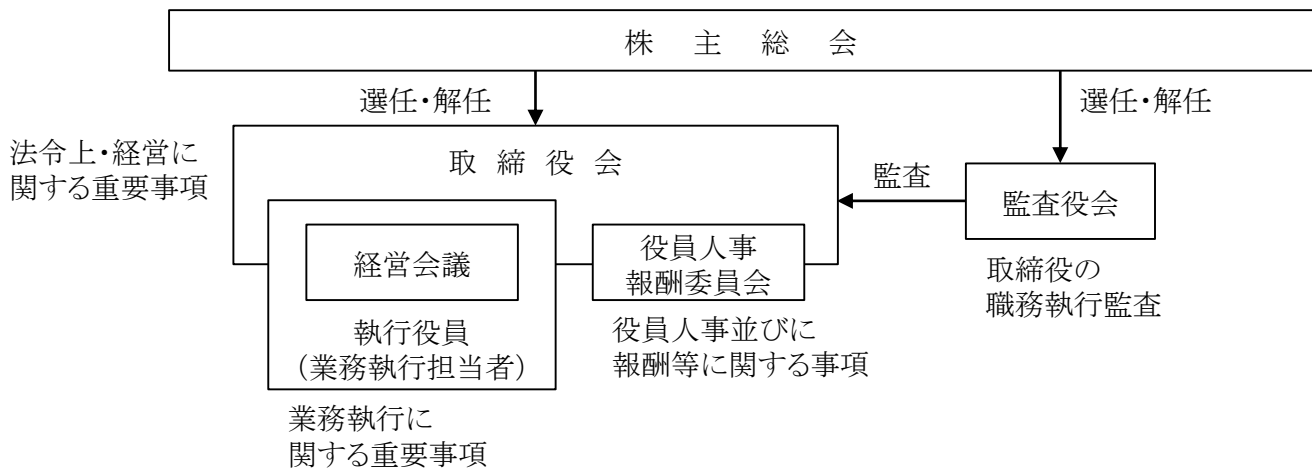 株主総会
選任・解任
選任・解任
法令上・経営に
関する重要事項
取締役会
監査
監査役会
経営会議
役員人事
報酬委員会
取締役の
職務執行監査
執行役員
（業務執行担当者）
役員人事並びに
報酬等に関する事項
業務執行に
関する重要事項